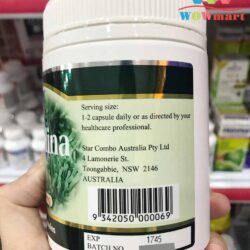 WOWmart
Serving size:
1-2 capsule daily or as directed by your
healthcare professional.
Star Combo Australia Pty Ltd
4 Lamonerie St.
Toongabbie, NSW 2146
AUSTRALIA
ina
9 342050 000069
EXP 1745
BATCH NO